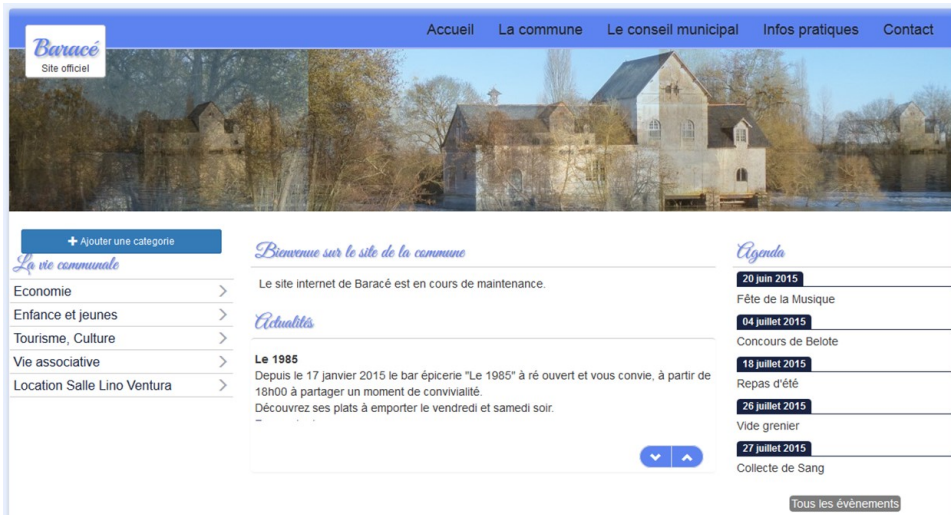 Accueil La commune Le conseil municipal Infos pratiques Contact
Baracé
Site officiel
Ajouter une categorie
La vie communale
Economie
Enfance et jeunes
Tourisme, Culture
Vie associative
Location Salle Lino Ventura
Bienvenue sur le site de la commune
Le site internet de Baracé est en cours de maintenance.
Actualités
Le 1985
Depuis le 17 janvier 2015 le bar épicerie "Le 1985" à ré ouvert et vous convie, à partir de
18h00 à partager un moment de convivialité.
Découvrez ses plats à emporter le vendredi et samedi soir.
Agenda
20 juin 2015
Fête de la Musique
04 juillet 2015
Concours de Belote
18 juillet 2015
Repas d'été
26 juillet 2015
Vide grenier
27 juillet 2015
Collecte de Sang
Tous les évènements